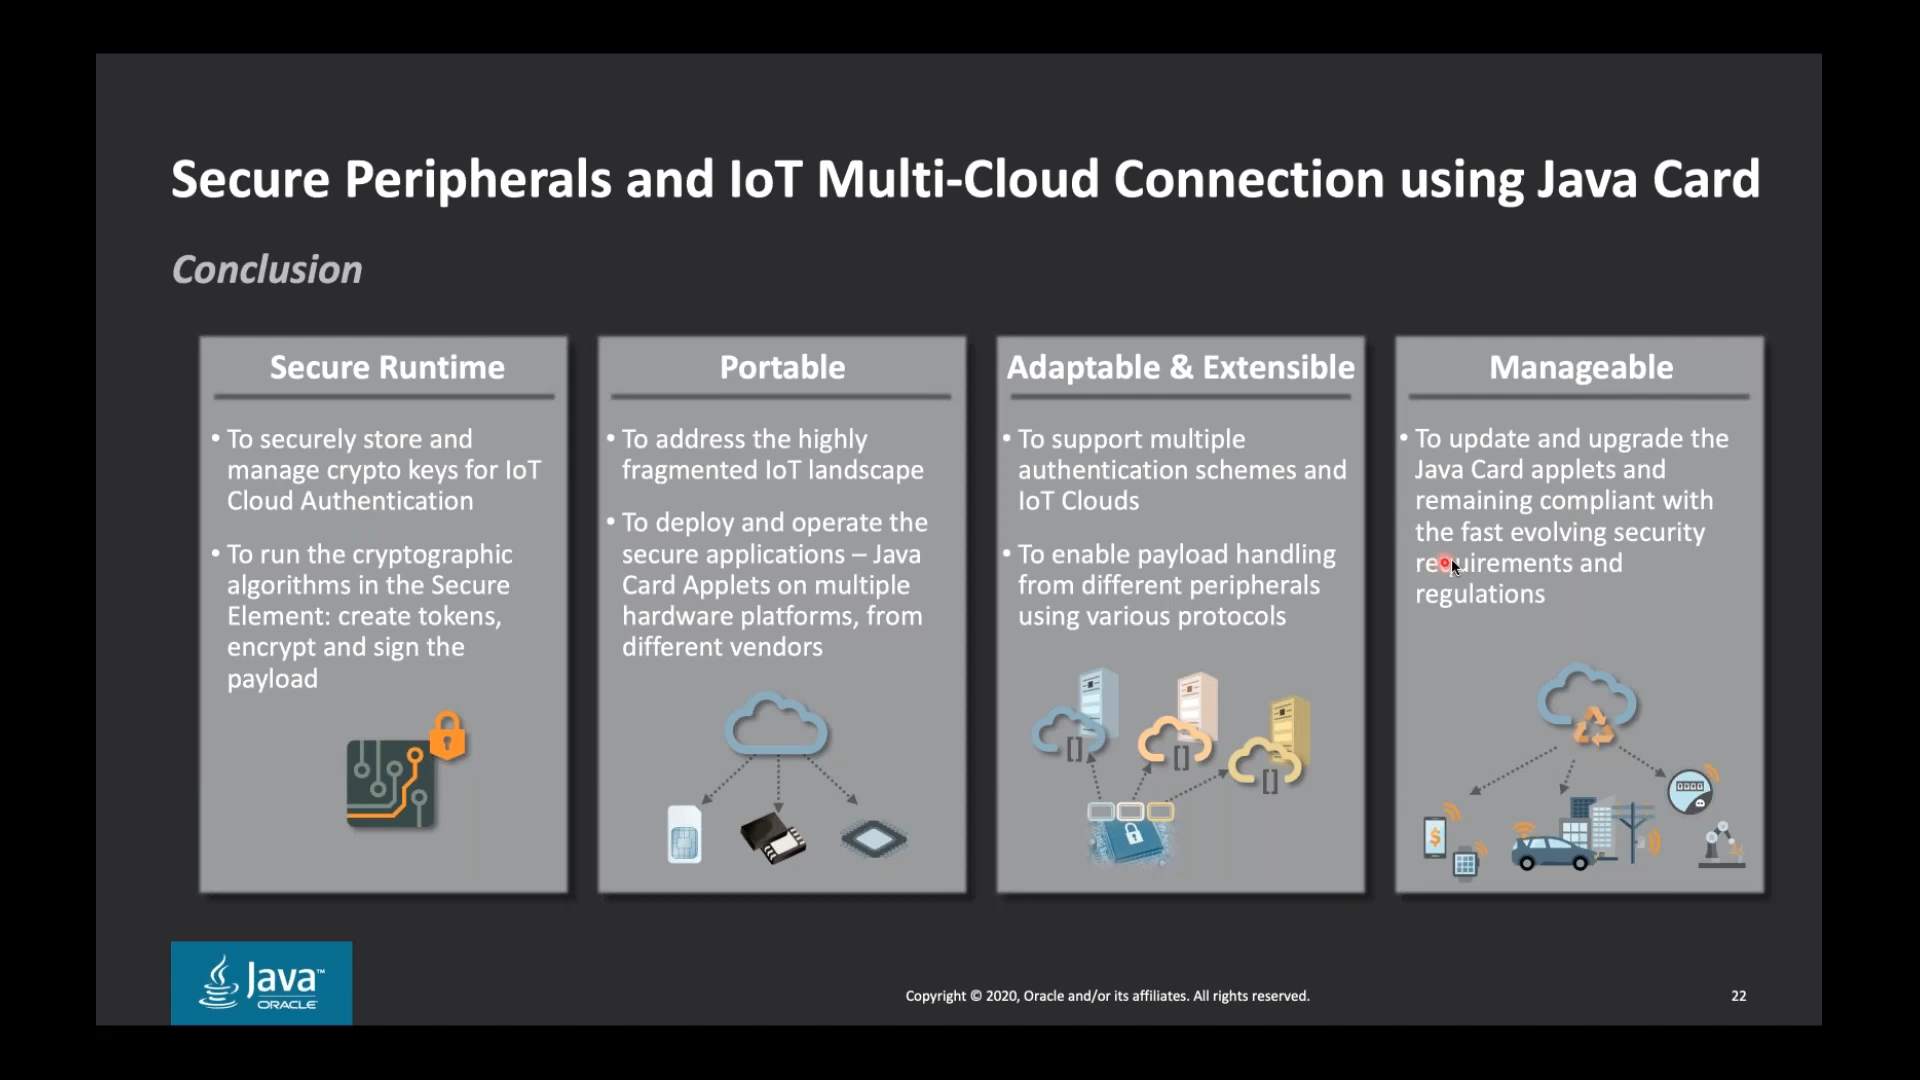 Secure Peripherals and IoT Multi-Cloud Connection using Java Card
Conclusion
Secure Runtime
• To securely store and
manage crypto keys for IoT
Cloud Authentication
• To run the cryptographic
algorithms in the Secure
Element: create tokens,
encrypt and sign the
payload
Portable
• To address the highly
fragmented IoT landscape
• To deploy and operate the
secure applications – Java
Card Applets on multiple
hardware platforms, from
different vendors
Adaptable & Extensible
• To support multiple
authentication schemes and
IoT Clouds
• To enable payload handling
from different peripherals
using various protocols
Manageable
• To update and upgrade the
Java Card applets and
remaining compliant with
the fast evolving security
requirements and
regulations
Java™
ORACLE
Copyright © 2020, Oracle and/or its affiliates. All rights reserved.
22